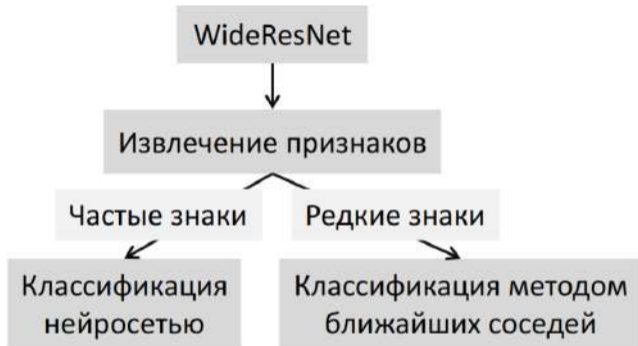 WideResNet
Извлечение признаков
Частые знаки
Редкие знаки
Классификация
нейросетью
Классификация методом
ближайших соседей